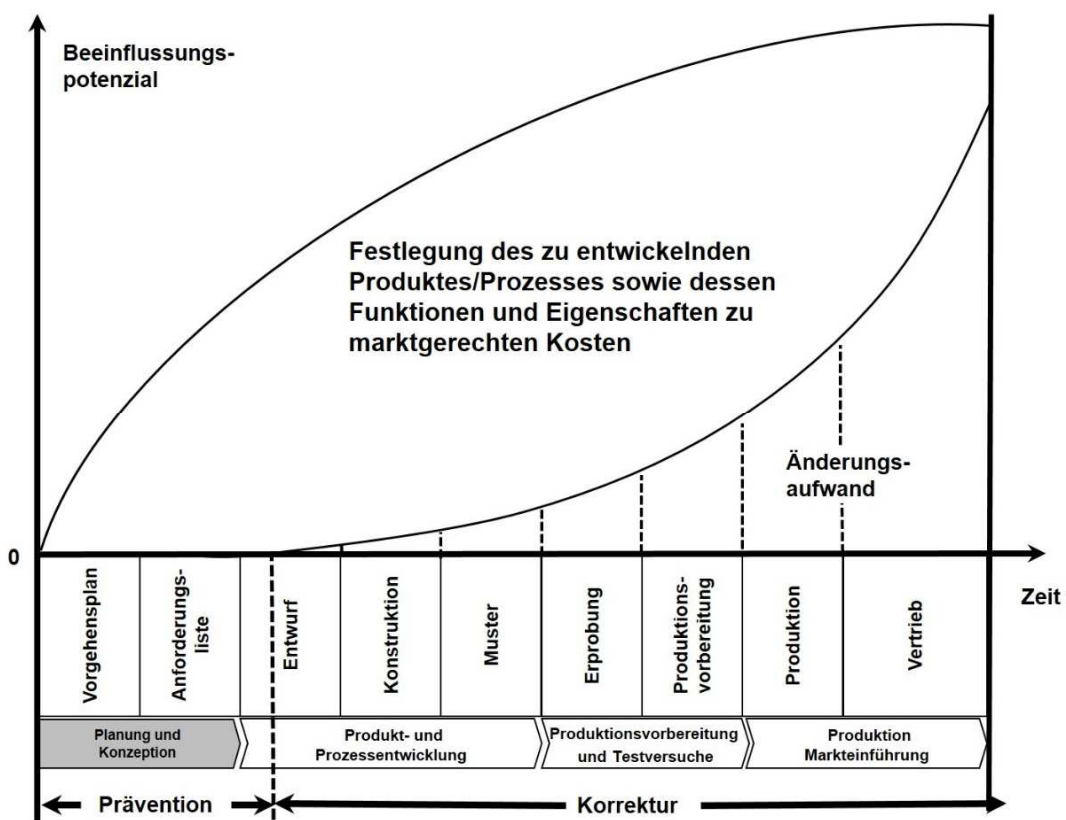 Beeinflussungs-
potenzial
Festlegung des zu entwickelnden
Produktes/Prozesses sowie dessen
Funktionen und Eigenschaften zu
marktgerechten Kosten
Änderungs-
aufwand
0
Zeit
Vorgehensplan
Anforderungs-
liste
Entwurf
Konstruktion
Muster
Erprobung
Produktions-
vorbereitung
Produktion
Vertrieb
Planung und
Konzeption
Produkt- und
Prozessentwicklung
Produktionsvorbereitung
und Testversuche
Produktion
Markteinführung
Prävention
Korrektur